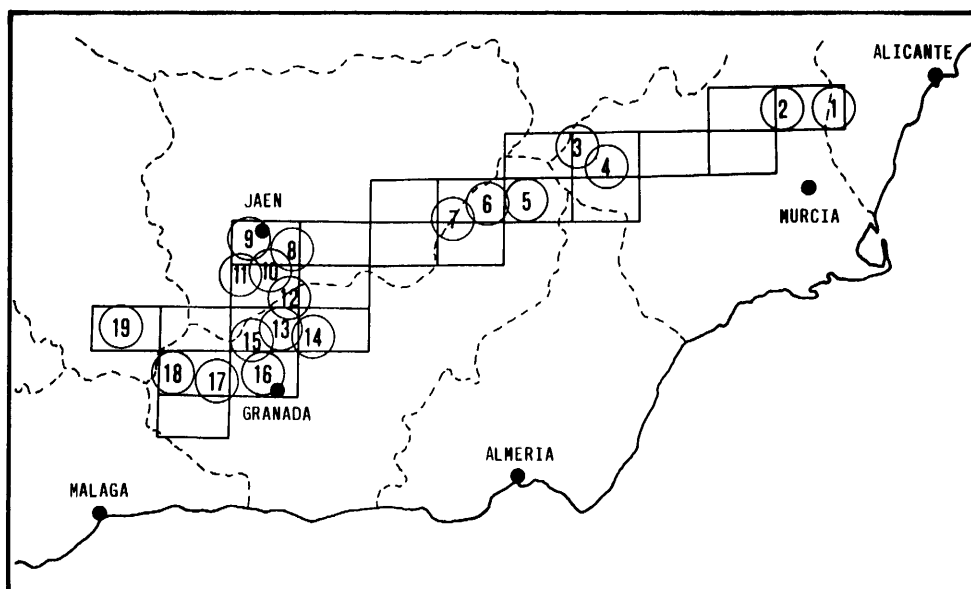 ALICANTE
2 1
3
4
MURCIA
JAEN
7 6 5
9 8
11 10
12
19
15 13 14
18 17 16
GRANADA
ALMERIA
MALAGA